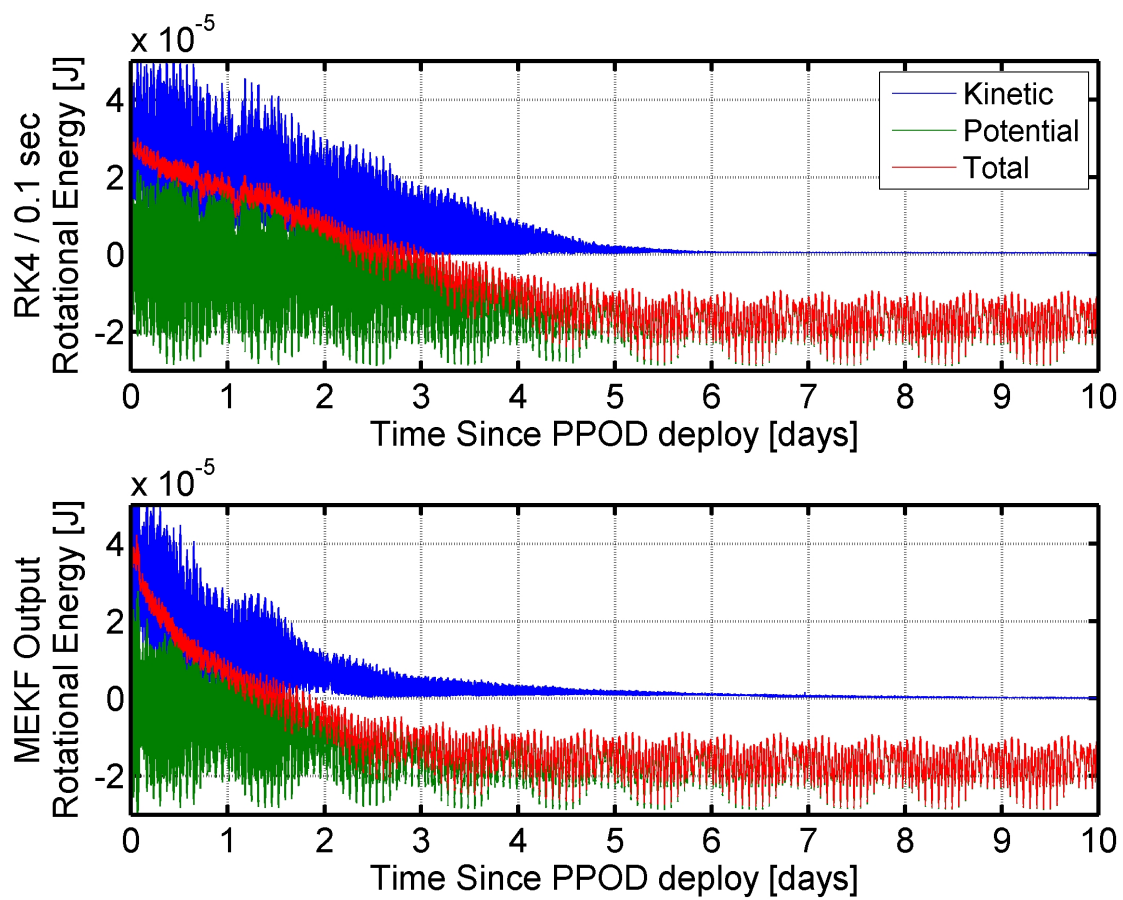 x 10^-5
RK4 / 0.1 sec
Rotational Energy [J]
4
2
0
-2
Kinetic
Potential
Total
0 1 2 3 4 5 6 7 8 9 10
Time Since PPOD deploy [days]
x 10^-5
MEKF Output
Rotational Energy [J]
4
2
0
-2
0 1 2 3 4 5 6 7 8 9 10
Time Since PPOD deploy [days]